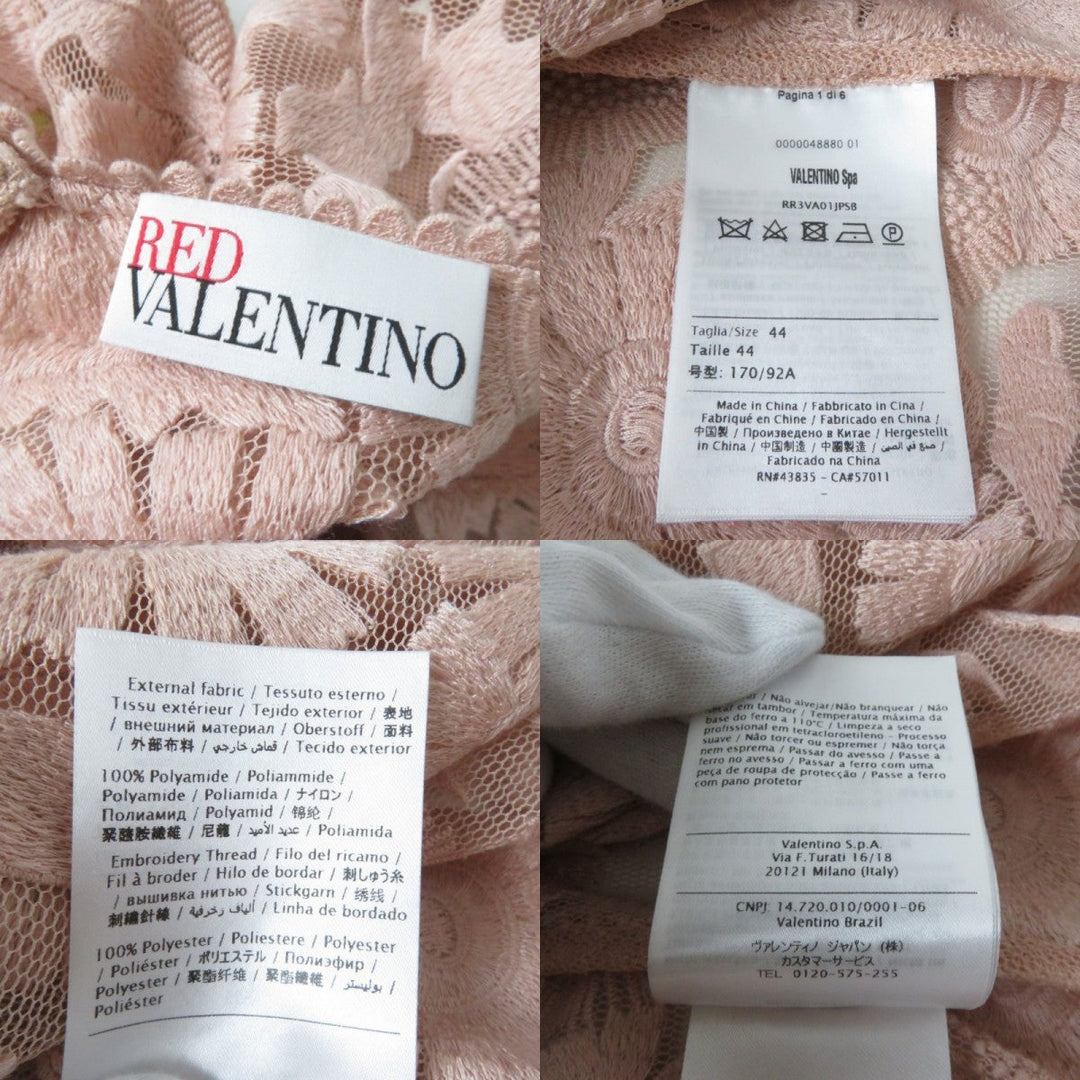 RED
VALENTINO
Pagina 1 di 6
0000048880 01
VALENTINO Spa
RR3VA01JPSB
Taglia/Size 44
Taille 44
号型: 170/92A
Made in China / Fabbricato in Cina /
Fabriqué en Chine / Fabricado en China /
中国製 / Произведено в Китае / Hergestellt
in China / 中国制造 / 中國製造 / صنع في الصين /
Fabricado na China
RN#43835 - CA#57011
-
External fabric / Tessuto esterno /
Tissu extérieur / Tejido exterior / 表地
/ внешний материал / Oberstoff / 面料
/ 外部布料 / قماش خارجي / Tecido exterior
100% Polyamide / Poliammide /
Polyamide / Poliamida / ナイロン /
Полиамид / Polyamid / 锦纶 /
聚醯胺纖維 / 尼龍 / عديد الأميد / Poliamida
Embroidery Thread / Filo del ricamo /
Fil à broder / Hilo de bordar / 刺しゅう糸
/ вышивка нитью / Stickgarn / 绣线 /
刺繡針線 / ألياف زخرفية / Linha de bordado
100% Polyester / Poliestere / Polyester
/ Poliéster / ポリエステル / Полиэфир /
Polyester / 聚酯纤维 / 聚酯纖維 / بوليستر /
Poliéster
/ Não alvejar/Não branquear / Não
em tambor / Temperatura máxima da
base do ferro a 110°C / Limpeza a seco
profissional em tetracloroetileno - Processo
suave / Não torcer ou espremer / Não torça
nem esprema / Passar do avesso / Passe a
ferro no avesso / Passar a ferro com uma
peça de roupa de protecção / Passe a ferro
com pano protetor
Valentino S.p.A.
Via F.Turati 16/18
20121 Milano (Italy)
CNPJ: 14.720.010/0001-06
Valentino Brazil
ヴァレンティノ ジャパン (株)
カスタマーサービス
TEL 0120-575-255